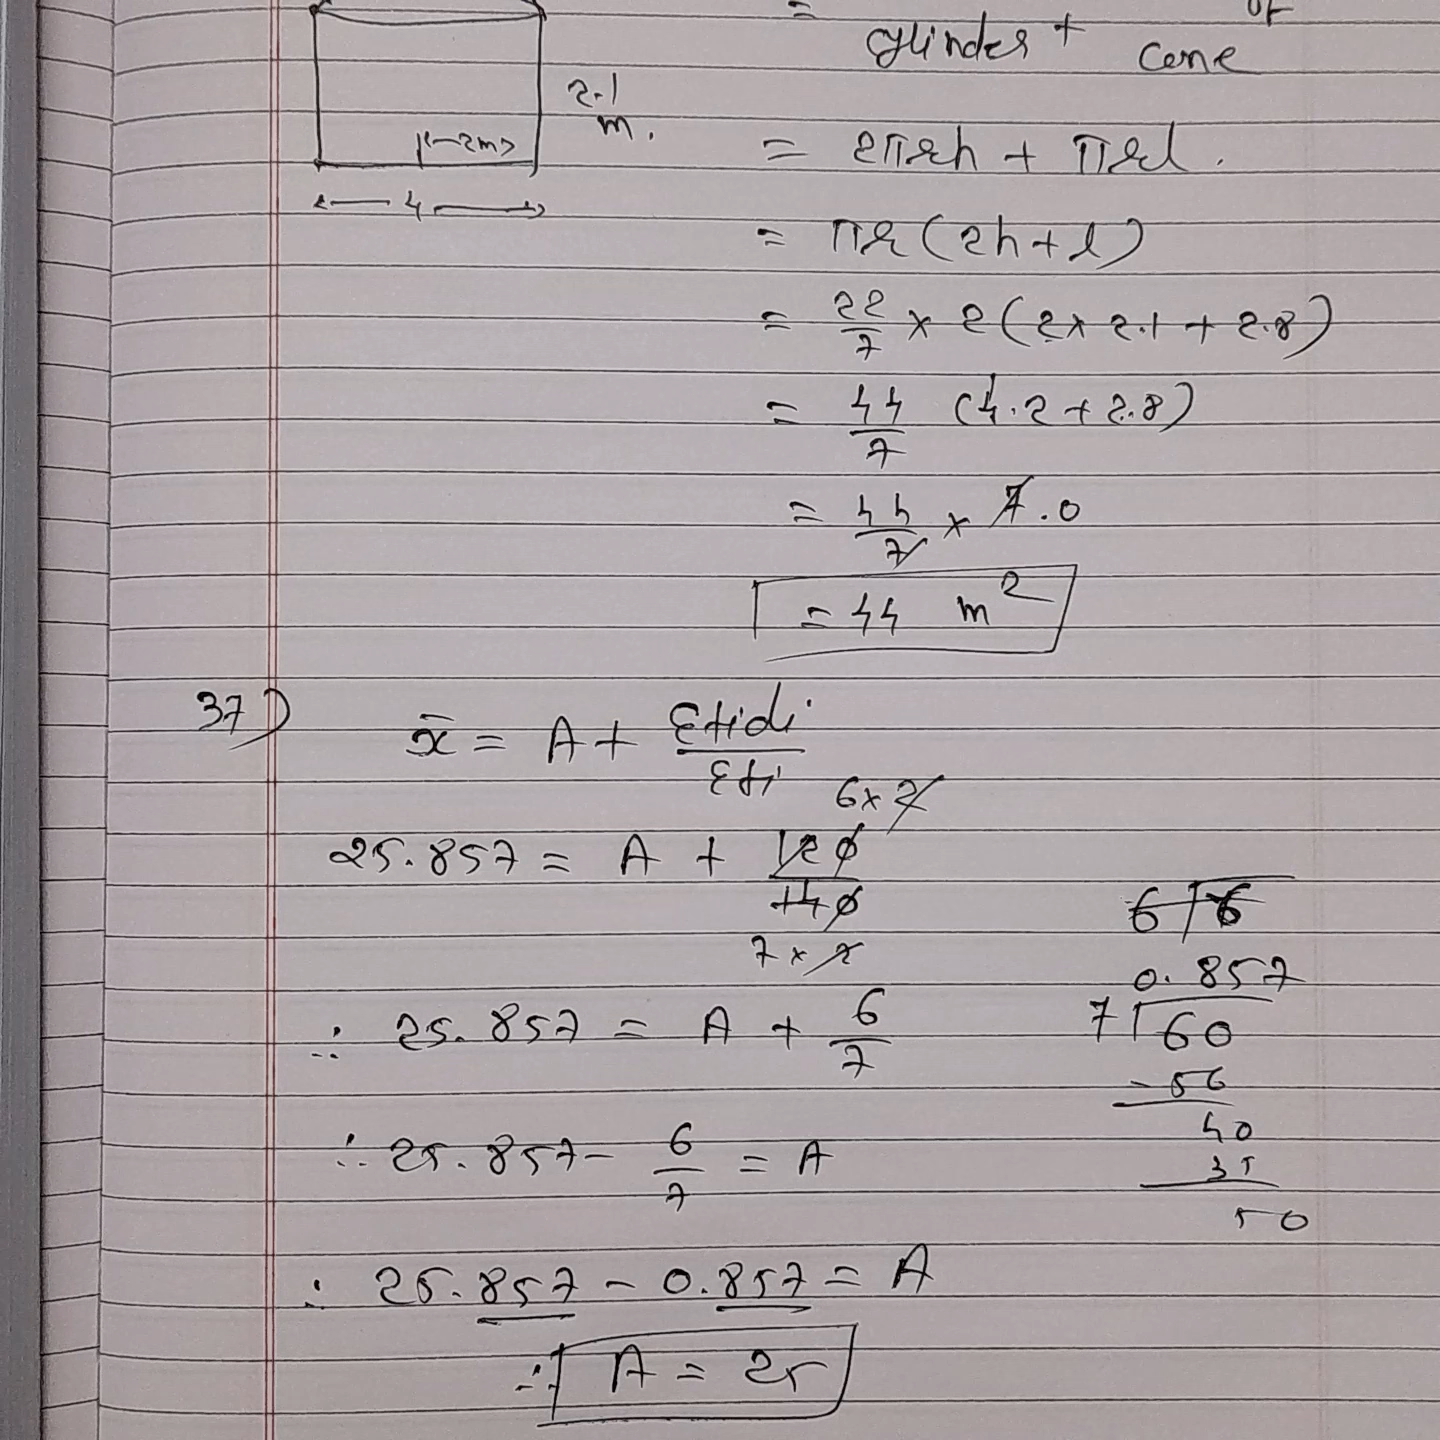 = of
cylinder + cone
2.1
m.
2m
4
= 2πrh + πrl.
= πr(2h+l)
= 22/7 × 2(2×2.1+2.8)
= 44/7 (4.2+2.8)
= 44/7 × 7.0
= 44 m²
37)
x̄ = A + Σfidi/Σfi
6×2
25.857 = A + 120/140
7×2
6⟌6
0.857
∴ 25.857 = A + 6/7
7⟌60
-56
40
35
50
∴ 25.857 - 6/7 = A
∴ 25.857 - 0.857 = A
∴ A = 25